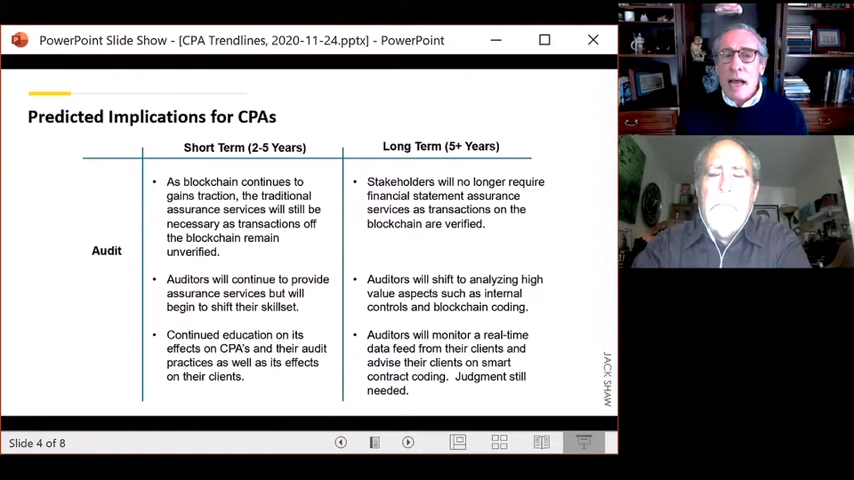 PowerPoint Slide Show - [CPA Trendlines, 2020-11-24.pptx] - PowerPoint
Predicted Implications for CPAs
Short Term (2-5 Years)
Long Term (5+ Years)
Audit
• As blockchain continues to
gains traction, the traditional
assurance services will still be
necessary as transactions off
the blockchain remain
unverified.
• Stakeholders will no longer require
financial statement assurance
services as transactions on the
blockchain are verified.
• Auditors will continue to provide
assurance services but will
begin to shift their skillset.
• Auditors will shift to analyzing high
value aspects such as internal
controls and blockchain coding.
• Continued education on its
effects on CPA's and their audit
practices as well as its effects
on their clients.
• Auditors will monitor a real-time
data feed from their clients and
advise their clients on smart
contract coding. Judgment still
needed.
JACK SHAW
Slide 4 of 8